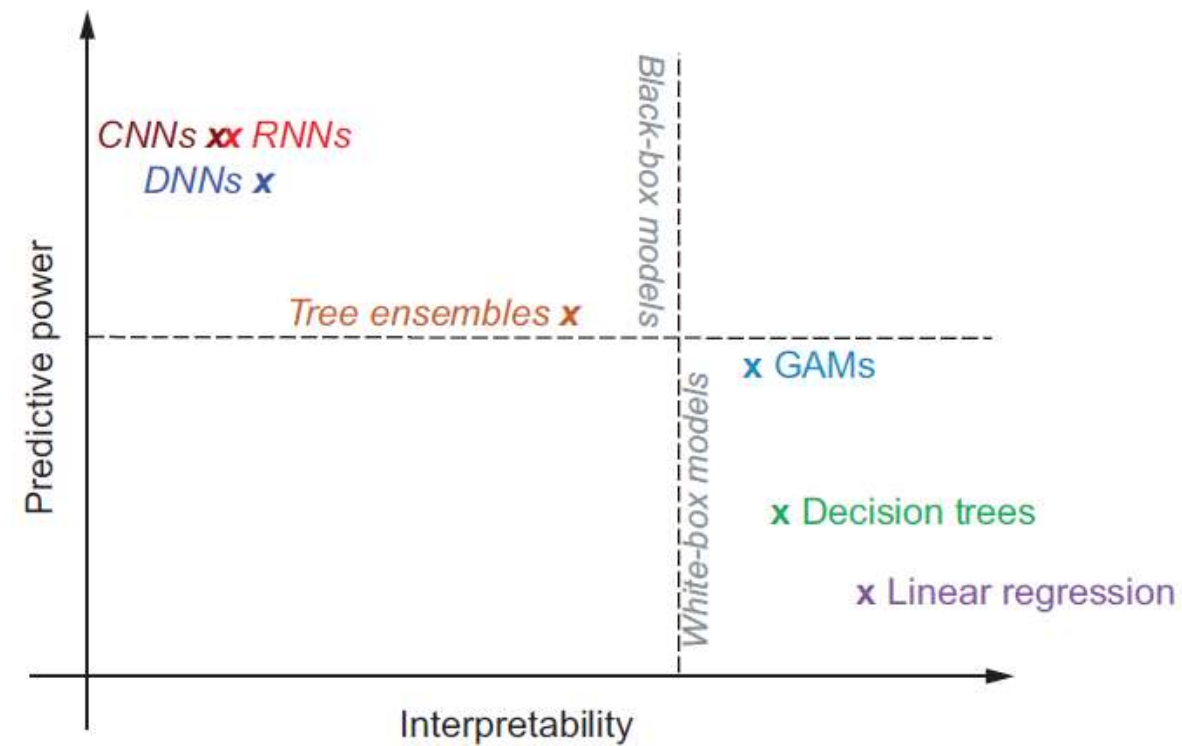 CNNs xx RNNs
DNNs x
Black-box models
Predictive power
Tree ensembles x
x GAMs
White-box models
x Decision trees
x Linear regression
Interpretability